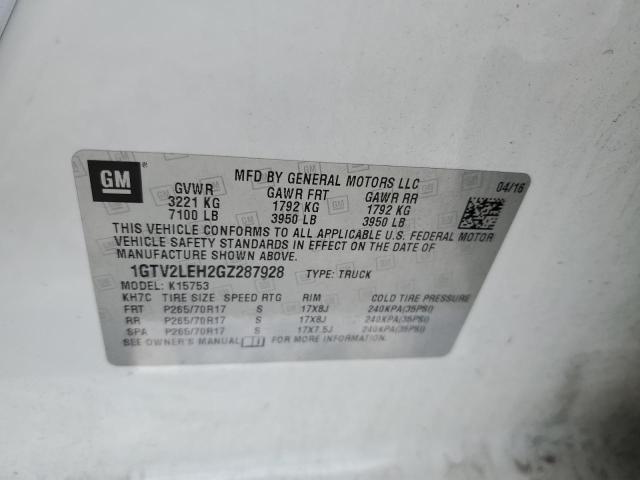 GM
MFD BY GENERAL MOTORS LLC
04/16
GVWR GAWR FRT GAWR RR
3221 KG 1792 KG 1792 KG
7100 LB 3950 LB 3950 LB
THIS VEHICLE CONFORMS TO ALL APPLICABLE U.S. FEDERAL MOTOR
VEHICLE SAFETY STANDARDS IN EFFECT ON THE DATE OF
MANUFACTURE SHOWN ABOVE.
1GTV2LEH2GZ287928 TYPE: TRUCK
MODEL: K15753
KH7C TIRE SIZE SPEED RTG RIM COLD TIRE PRESSURE
FRT P265/70R17 S 17X8J 240KPA(35PSI)
RR P265/70R17 S 17X8J 240KPA(35PSI)
SPA P265/70R17 S 17X7.5J 240KPA(35PSI)
SEE OWNER'S MANUAL FOR MORE INFORMATION.